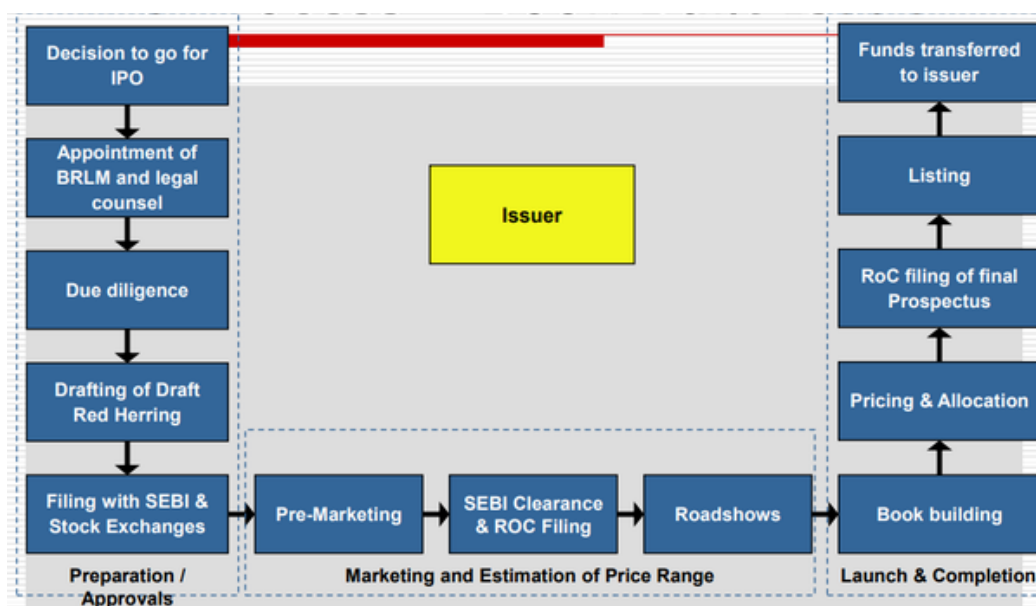 Decision to go for
IPO
Appointment of
BRLM and legal
counsel
Due diligence
Drafting of Draft
Red Herring
Filing with SEBI &
Stock Exchanges
Preparation /
Approvals
Issuer
Pre-Marketing
SEBI Clearance
& ROC Filing
Roadshows
Marketing and Estimation of Price Range
Funds transferred
to issuer
Listing
RoC filing of final
Prospectus
Pricing & Allocation
Book building
Launch & Completion